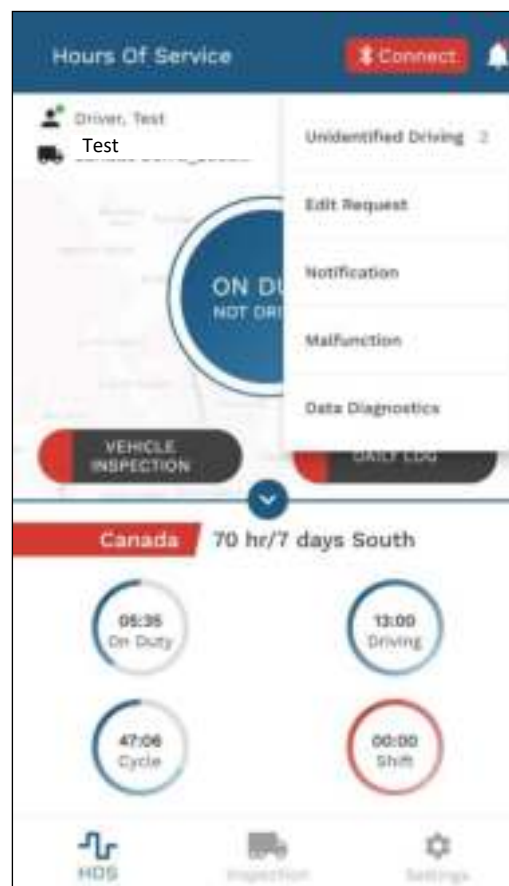 Hours Of Service
Connect
Driver, Test
Test
Unidentified Driving 2
Edit Request
Notification
Malfunction
Data Diagnostics
ON DU
NOT DRI
VEHICLE
INSPECTION
DAILY LOG
Canada 70 hr/7 days South
05:35
On Duty
13:00
Driving
47:06
Cycle
00:00
Shift
HOS
Inspection
Settings